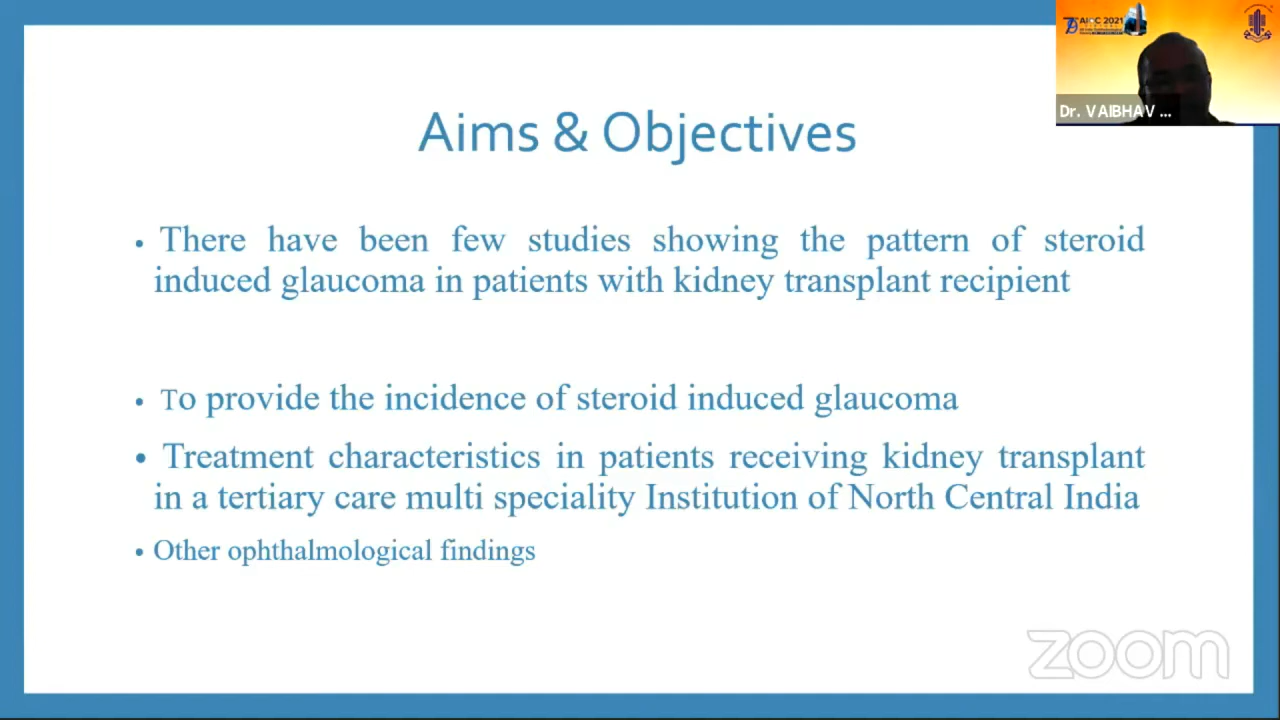 AIOC 2021
Dr. VAIBHAV ...
Aims & Objectives
• There have been few studies showing the pattern of steroid
induced glaucoma in patients with kidney transplant recipient
• To provide the incidence of steroid induced glaucoma
• Treatment characteristics in patients receiving kidney transplant
in a tertiary care multi speciality Institution of North Central India
• Other ophthalmological findings
zoom